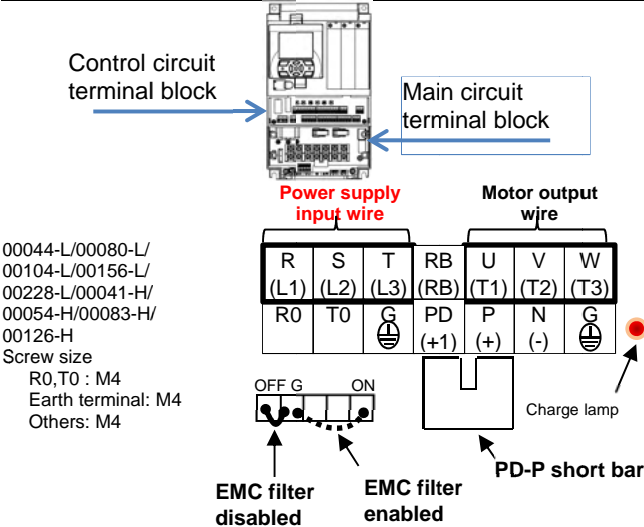 Control circuit
terminal block
Main circuit
terminal block
Power supply
input wire
Motor output
wire
00044-L/00080-L/
00104-L/00156-L/
00228-L/00041-H/
00054-H/00083-H/
00126-H
Screw size
R0,T0 : M4
Earth terminal: M4
Others: M4
R S T RB U V W
(L1) (L2) (L3) (RB) (T1) (T2) (T3)
R0 T0 G PD P N G
(+1) (+) (-)
Charge lamp
OFF G ON
PD-P short bar
EMC filter
disabled
EMC filter
enabled